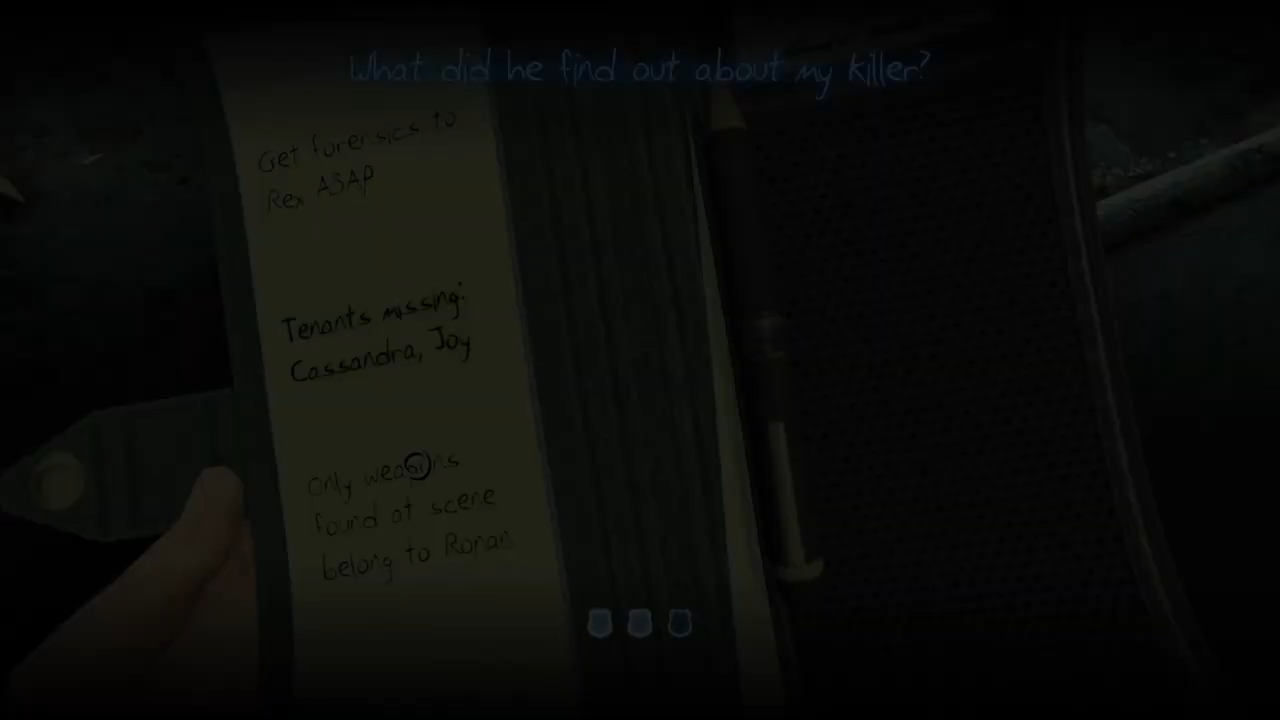 What did he find out about my killer?
Get forensics to
Rex ASAP
Tenants missing:
Cassandra, Joy
Only weapons
found at scene
belong to Ronan